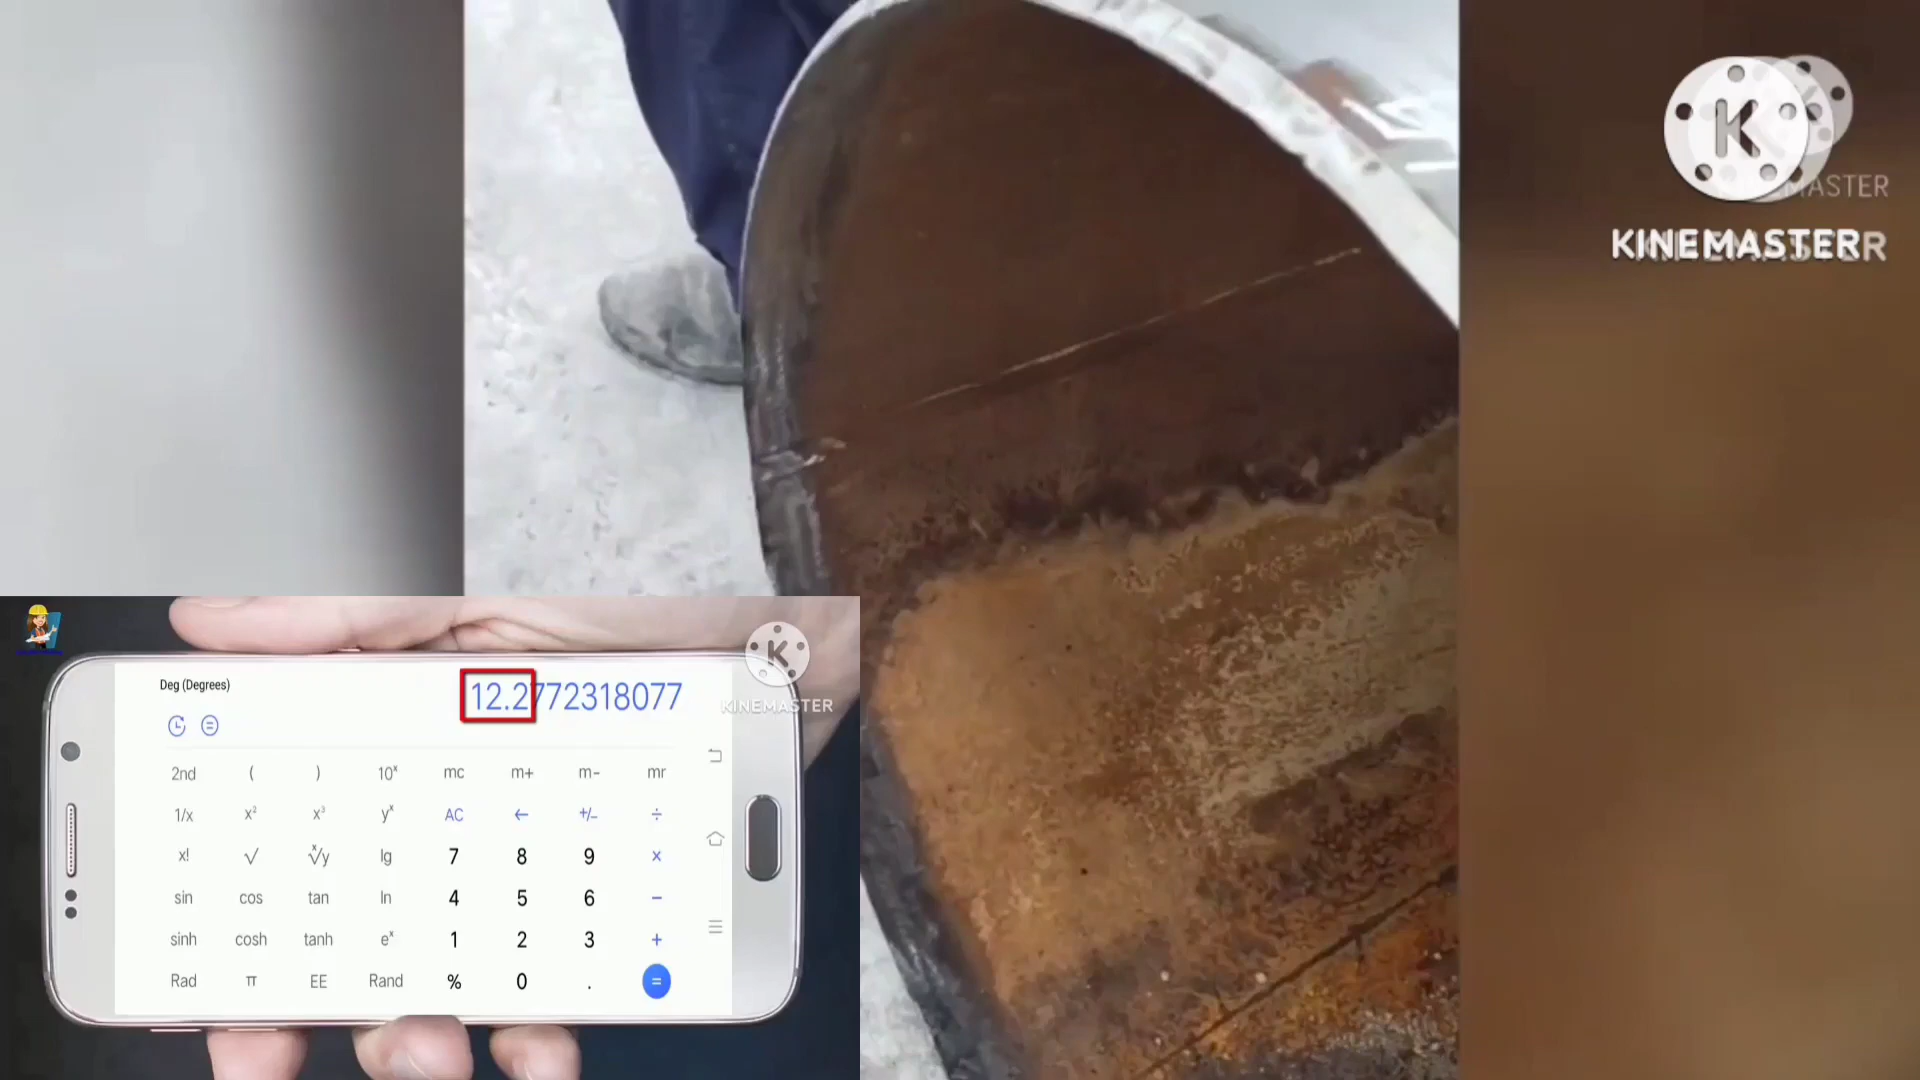 KINEMASTER
KINEMASTER
Deg (Degrees)
12.2772318077
KINEMASTER
2nd ( ) 10ˣ mc m+ m- mr
1/x x² x³ yˣ AC ← +/- ÷
x! √ ˣ√y lg 7 8 9 ×
sin cos tan ln 4 5 6 −
sinh cosh tanh eˣ 1 2 3 +
Rad π EE Rand % 0 . =